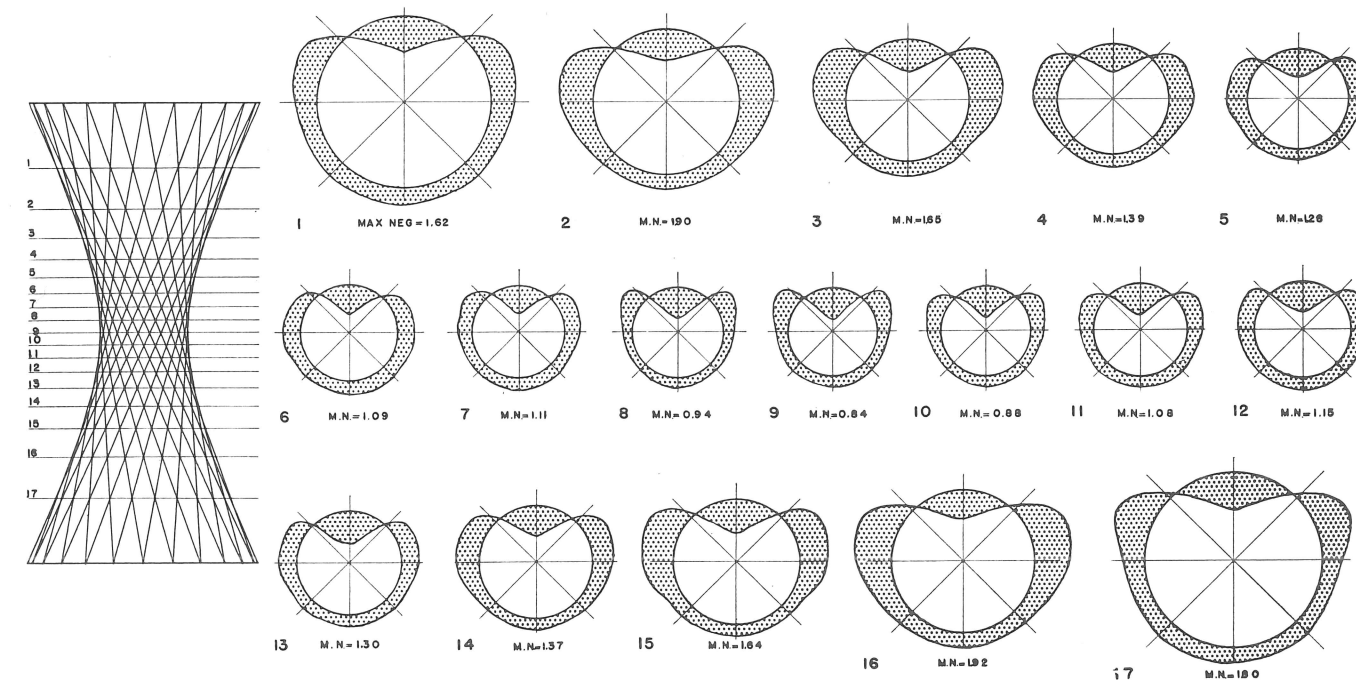 1
2
3
4
5
6
7
8
9
10
11
12
13
14
15
16
17
1 MAX NEG = 1.62
2 M.N.= 1.90
3 M.N.=1.65
4 M.N.=1.39
5 M.N=1.26
6 M.N.= 1.09
7 M.N.= 1.11
8 M.N.= 0.94
9 M.N.= 0.84
10 M.N.= 0.88
11 M.N.= 1.08
12 M.N.= 1.15
13 M.N.= 1.30
14 M.N.=1.37
15 M.N.=1.64
16 M.N.=1.92
17 M.N.=1.80